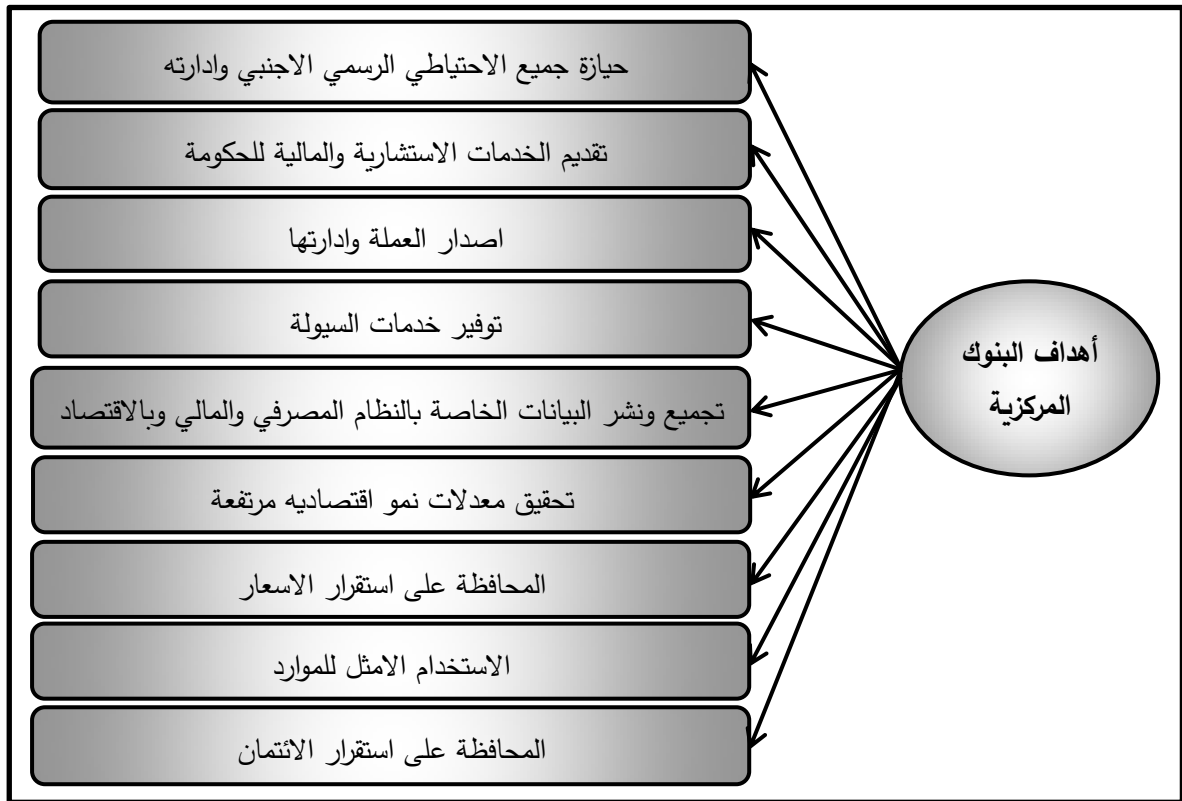 أهداف البنوك
المركزية
حيازة جميع الاحتياطي الرسمي الاجنبي وادارته
تقديم الخدمات الاستشارية والمالية للحكومة
اصدار العملة وادارتها
توفير خدمات السيولة
تجميع ونشر البيانات الخاصة بالنظام المصرفي والمالي وبالاقتصاد
تحقيق معدلات نمو اقتصاديه مرتفعة
المحافظة على استقرار الاسعار
الاستخدام الامثل للموارد
المحافظة على استقرار الائتمان